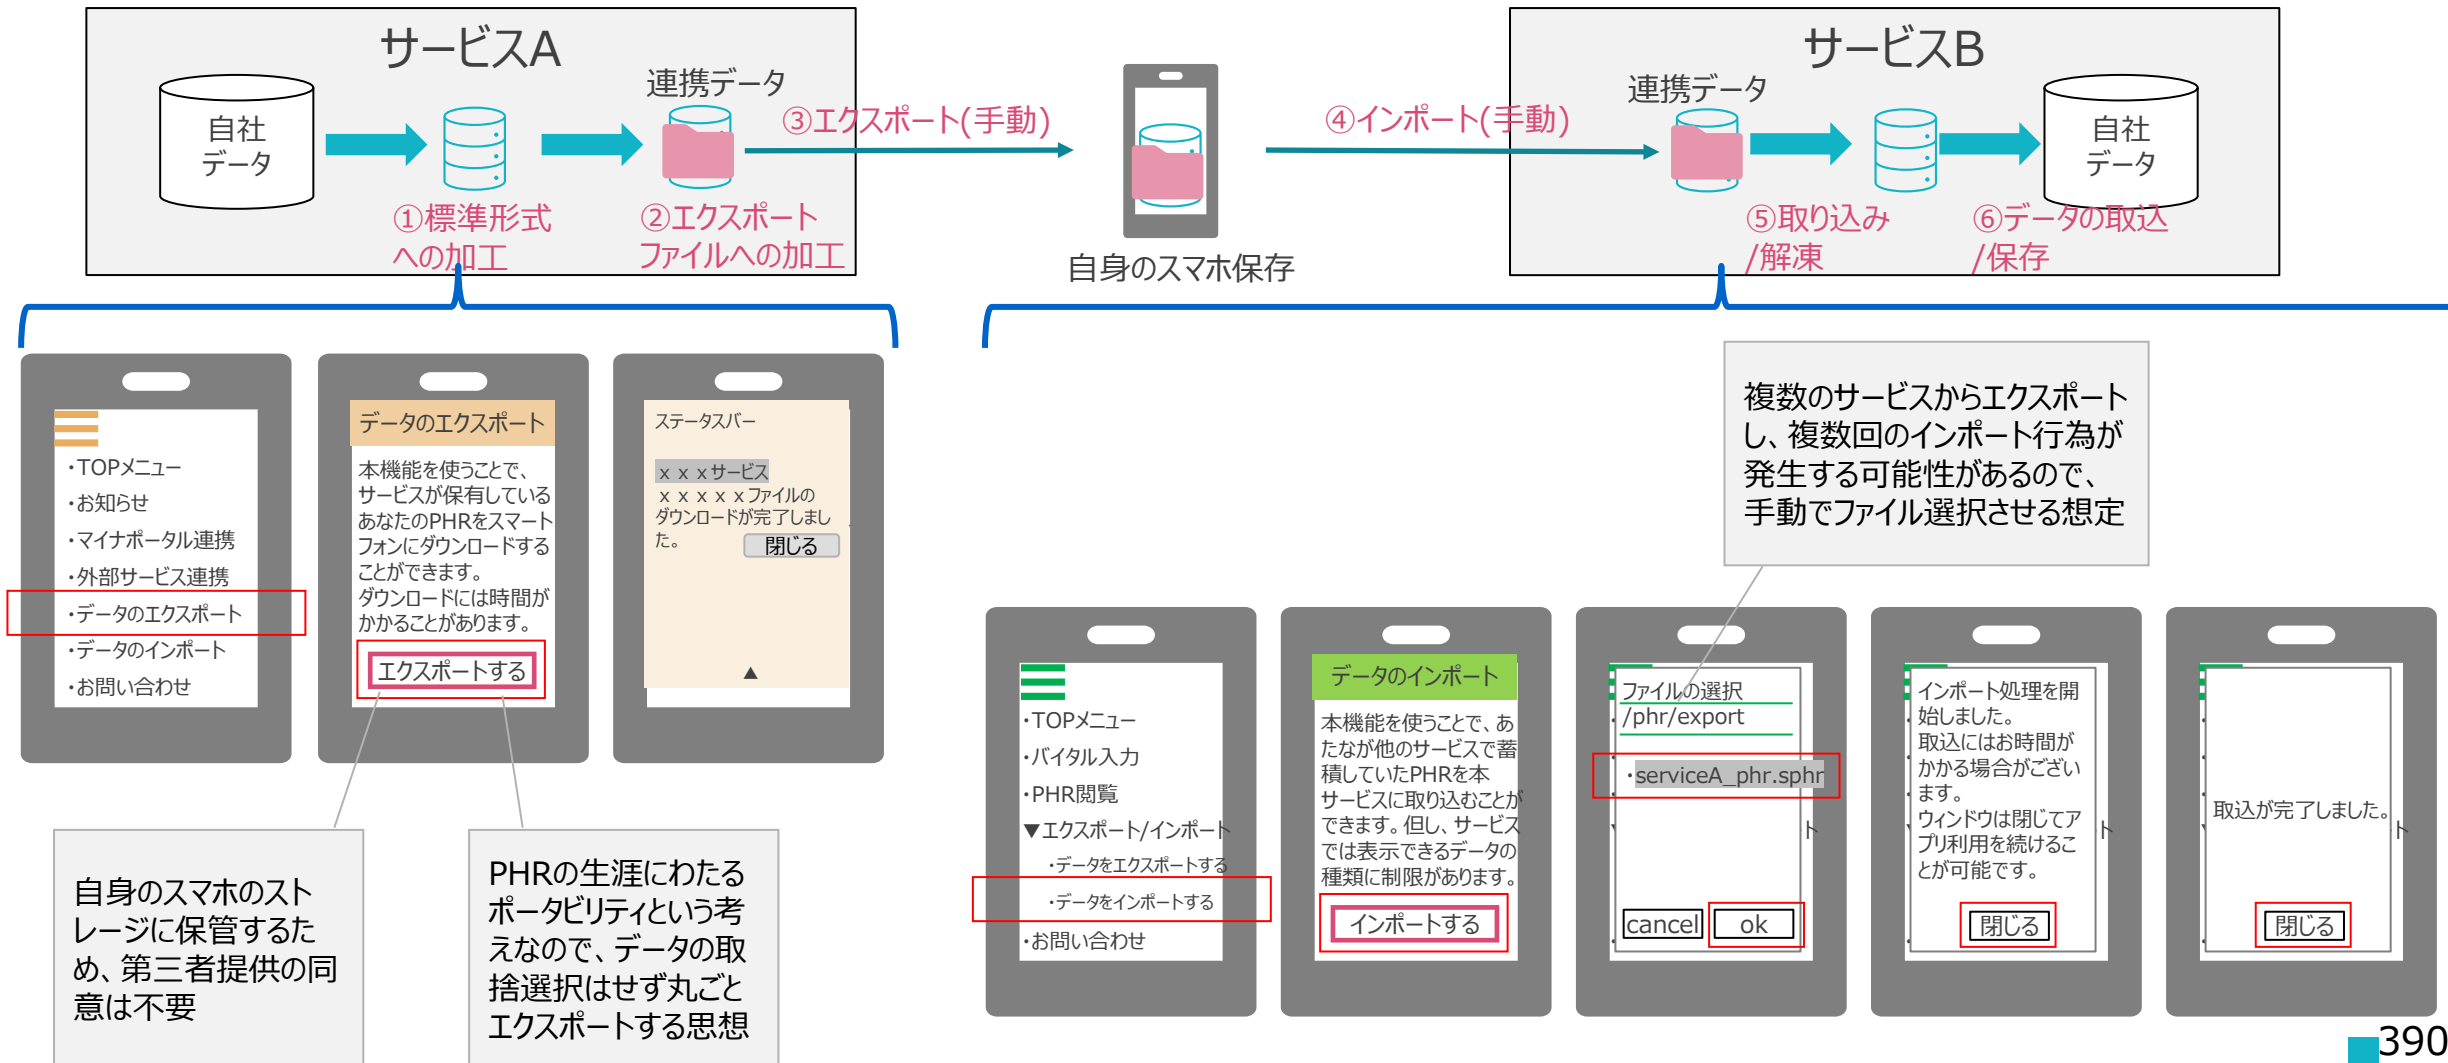 サービスA
自社
データ
連携データ
①標準形式
への加工
②エクスポート
ファイルへの加工
③エクスポート(手動)
自身のスマホ保存
④インポート(手動)
サービスB
連携データ
自社
データ
⑤取り込み
/解凍
⑥データの取込
/保存
・TOPメニュー
・お知らせ
・マイナポータル連携
・外部サービス連携
・データのエクスポート
・データのインポート
・お問い合わせ
データのエクスポート
本機能を使うことで、
サービスが保有している
あなたのPHRをスマート
フォンにダウンロードする
ことができます。
ダウンロードには時間が
かかることがあります。
エクスポートする
ステータスバー
ｘｘｘサービス
ｘｘｘｘｘファイルの
ダウンロードが完了しまし
た。
閉じる
▲
自身のスマホのスト
レージに保管するた
め、第三者提供の同
意は不要
PHRの生涯にわたる
ポータビリティという考
えなので、データの取
捨選択はせず丸ごと
エクスポートする思想
複数のサービスからエクスポート
し、複数回のインポート行為が
発生する可能性があるので、
手動でファイル選択させる想定
・TOPメニュー
・バイタル入力
・PHR閲覧
▼エクスポート/インポート
・データをエクスポートする
・データをインポートする
・お問い合わせ
データのインポート
本機能を使うことで、あ
たなが他のサービスで蓄
積していたPHRを本
サービスに取り込むことが
できます。但し、サービス
では表示できるデータの
種類に制限があります。
インポートする
ファイルの選択
/phr/export
・serviceA_phr.sphr
ト
cancel
ok
インポート処理を開
始しました。
取込にはお時間が
かかる場合がござい
ます。
ウィンドウは閉じてア
プリ利用を続けるこ
とが可能です。
ト
閉じる
取込が完了しました。
ト
閉じる
390